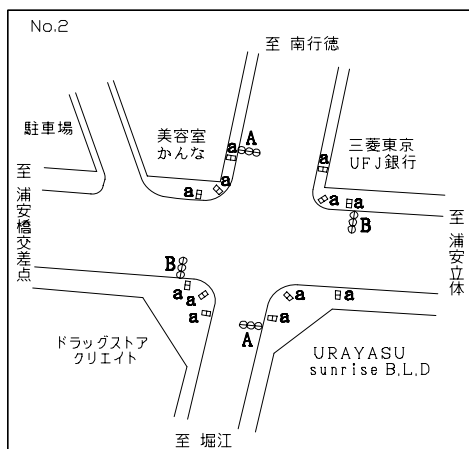 No.2
至 南行徳
駐車場
美容室
かんな
A
a
a
a
三菱東京
UFJ銀行
a
a
a
B
至 浦安橋交差点
至 浦安立体
B
a
a
a
a
a
a
A
ドラッグストア
クリエイト
URAYASU
sunrise B.L.D
至 堀江